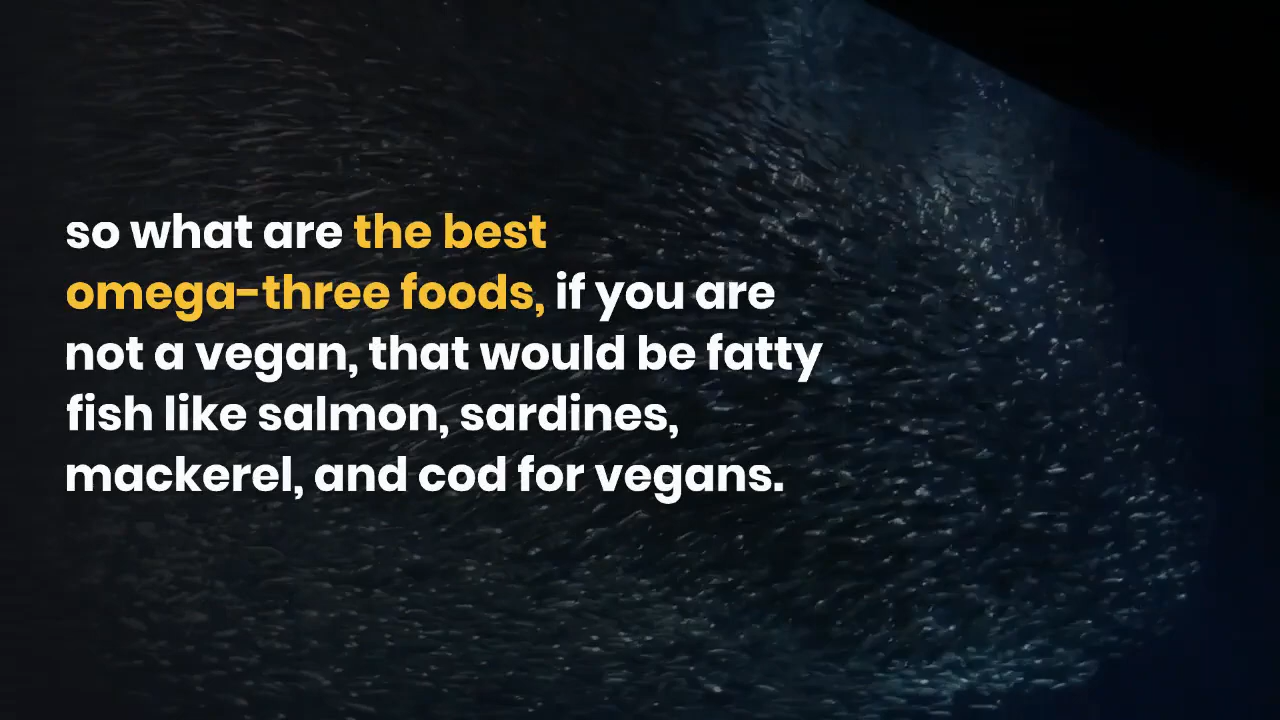 so what are the best
omega-three foods, if you are
not a vegan, that would be fatty
fish like salmon, sardines,
mackerel, and cod for vegans.